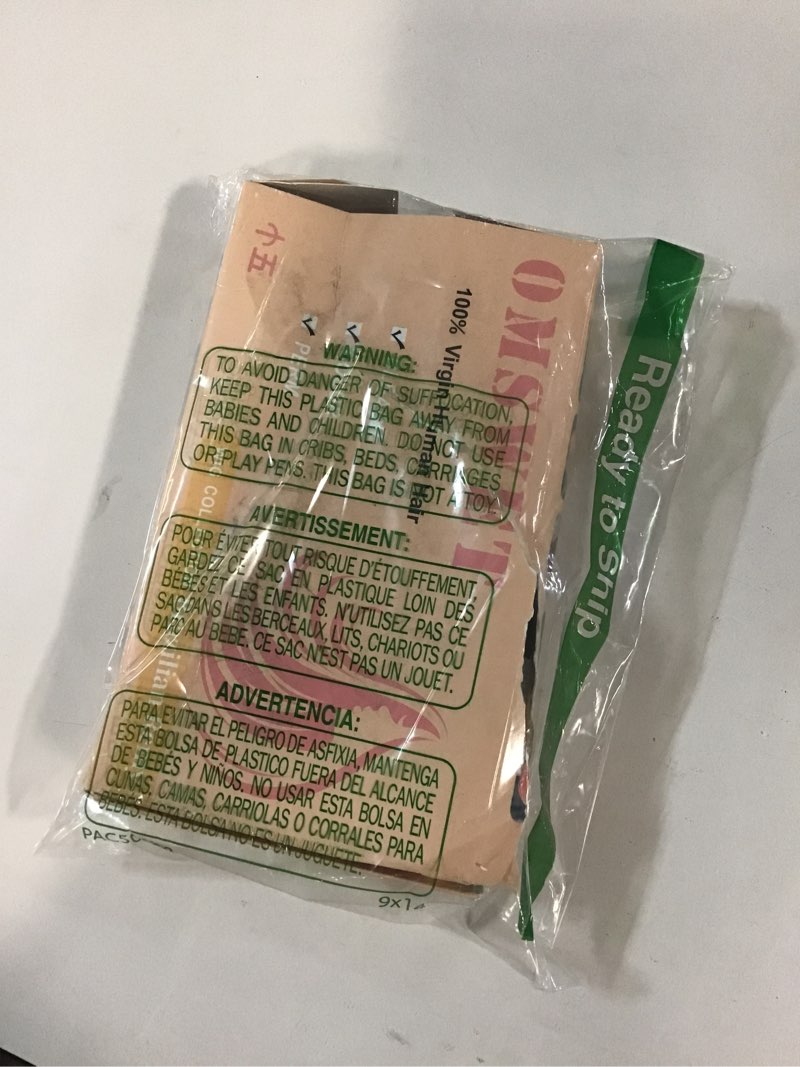 WARNING:
TO AVOID DANGER OF SUFFOCATION,
KEEP THIS PLASTIC BAG AWAY FROM
BABIES AND CHILDREN. DO NOT USE
THIS BAG IN CRIBS, BEDS, CARRIAGES
OR PLAY PENS. THIS BAG IS NOT A TOY.
AVERTISSEMENT:
POUR ÉVITER TOUT RISQUE D'ÉTOUFFEMENT,
GARDEZ CE SAC EN PLASTIQUE LOIN DES
BÉBÉS ET LES ENFANTS. N'UTILISEZ PAS CE
SAC DANS LES BERCEAUX, LITS, CHARIOTS OU
PARC AU BEBE. CE SAC N'EST PAS UN JOUET.
ADVERTENCIA:
PARA EVITAR EL PELIGRO DE ASFIXIA, MANTENGA
ESTA BOLSA DE PLASTICO FUERA DEL ALCANCE
DE BEBÉS Y NIÑOS. NO USAR ESTA BOLSA EN
CUNAS, CAMAS, CARRIOLAS O CORRALES PARA
BEBES. ESTA BOLSA NO ES UN JUGUETE.
Ready to Ship
100% Virgin Human Hair